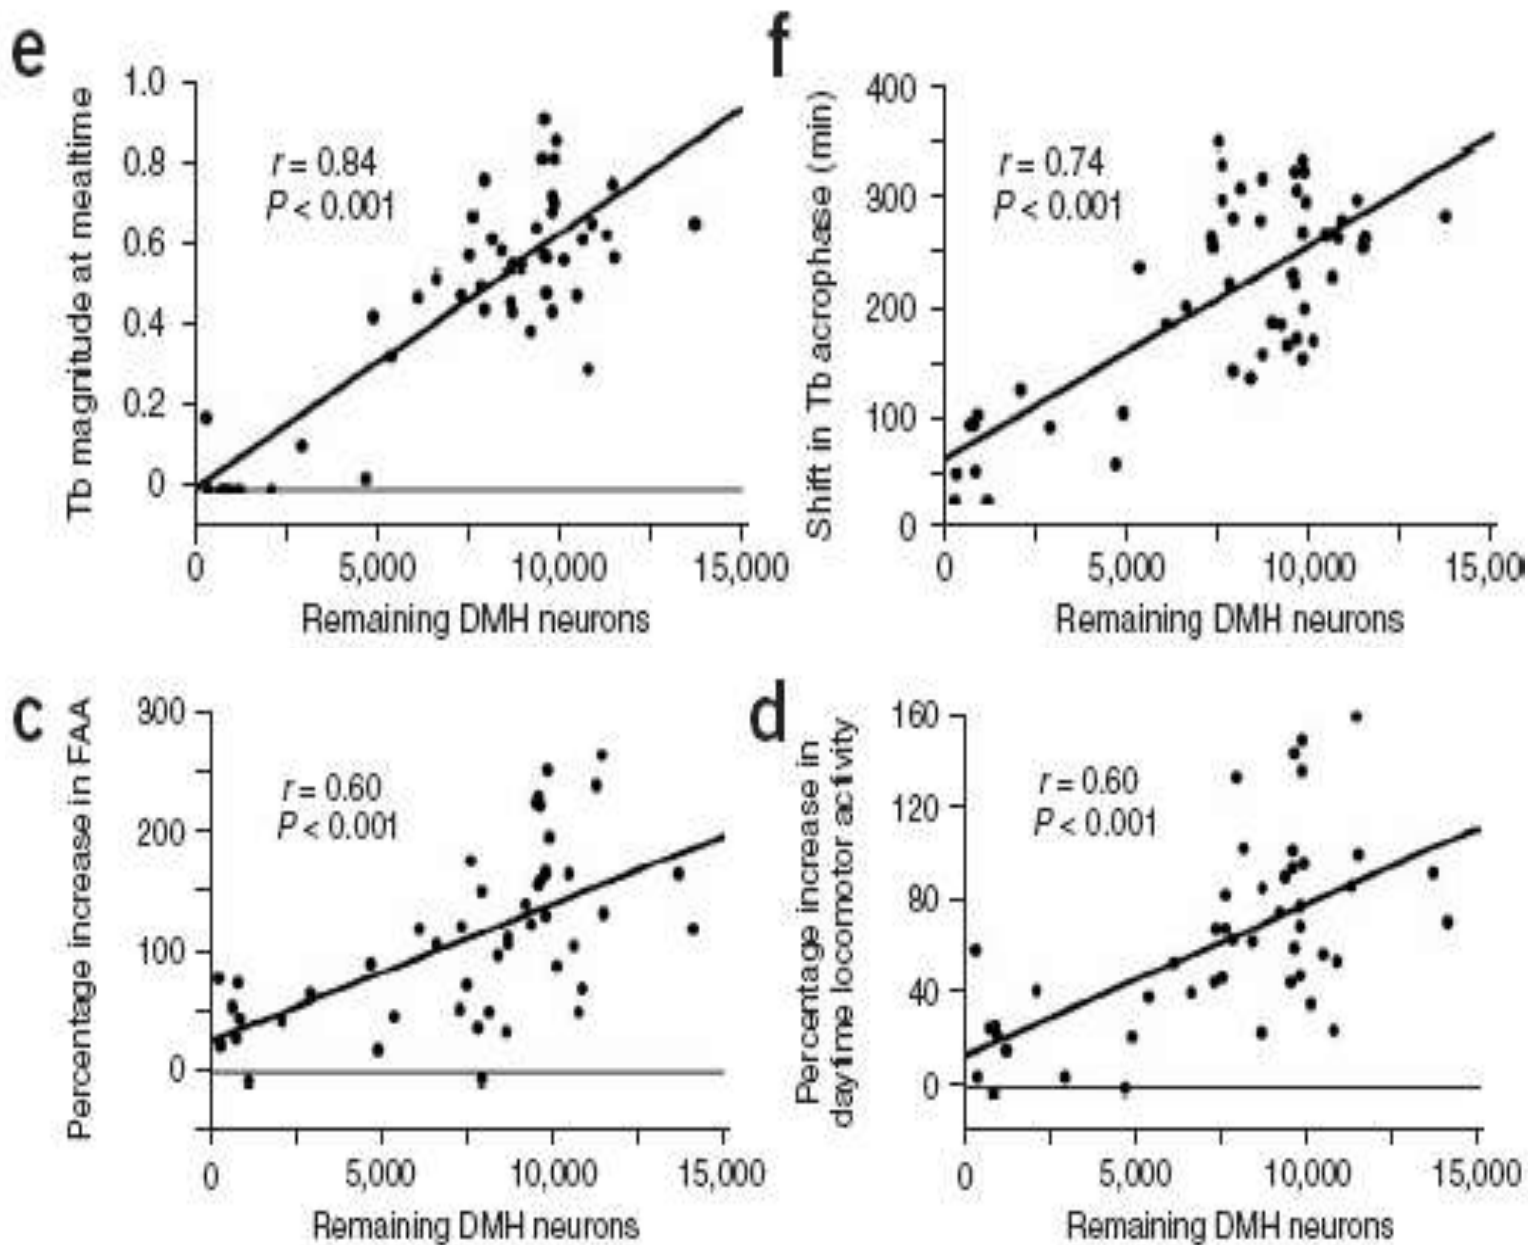 e
Tb magnitude at mealtime
1.0
0.8
0.6
0.4
0.2
0
r = 0.84
P < 0.001
0 5,000 10,000 15,000
Remaining DMH neurons
f
Shift in Tb acrophase (min)
400
300
200
100
0
r = 0.74
P < 0.001
0 5,000 10,000 15,000
Remaining DMH neurons
c
Percentage increase in FAA
300
200
100
0
r = 0.60
P < 0.001
0 5,000 10,000 15,000
Remaining DMH neurons
d
Percentage increase in
daytime locomotor activity
160
120
80
40
0
r = 0.60
P < 0.001
0 5,000 10,000 15,000
Remaining DMH neurons